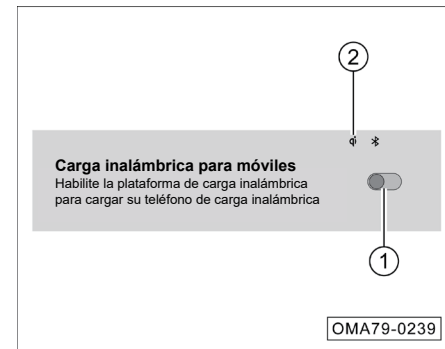 2
qi
Carga inalámbrica para móviles
Habilite la plataforma de carga inalámbrica
para cargar su teléfono de carga inalámbrica
1
OMA79-0239